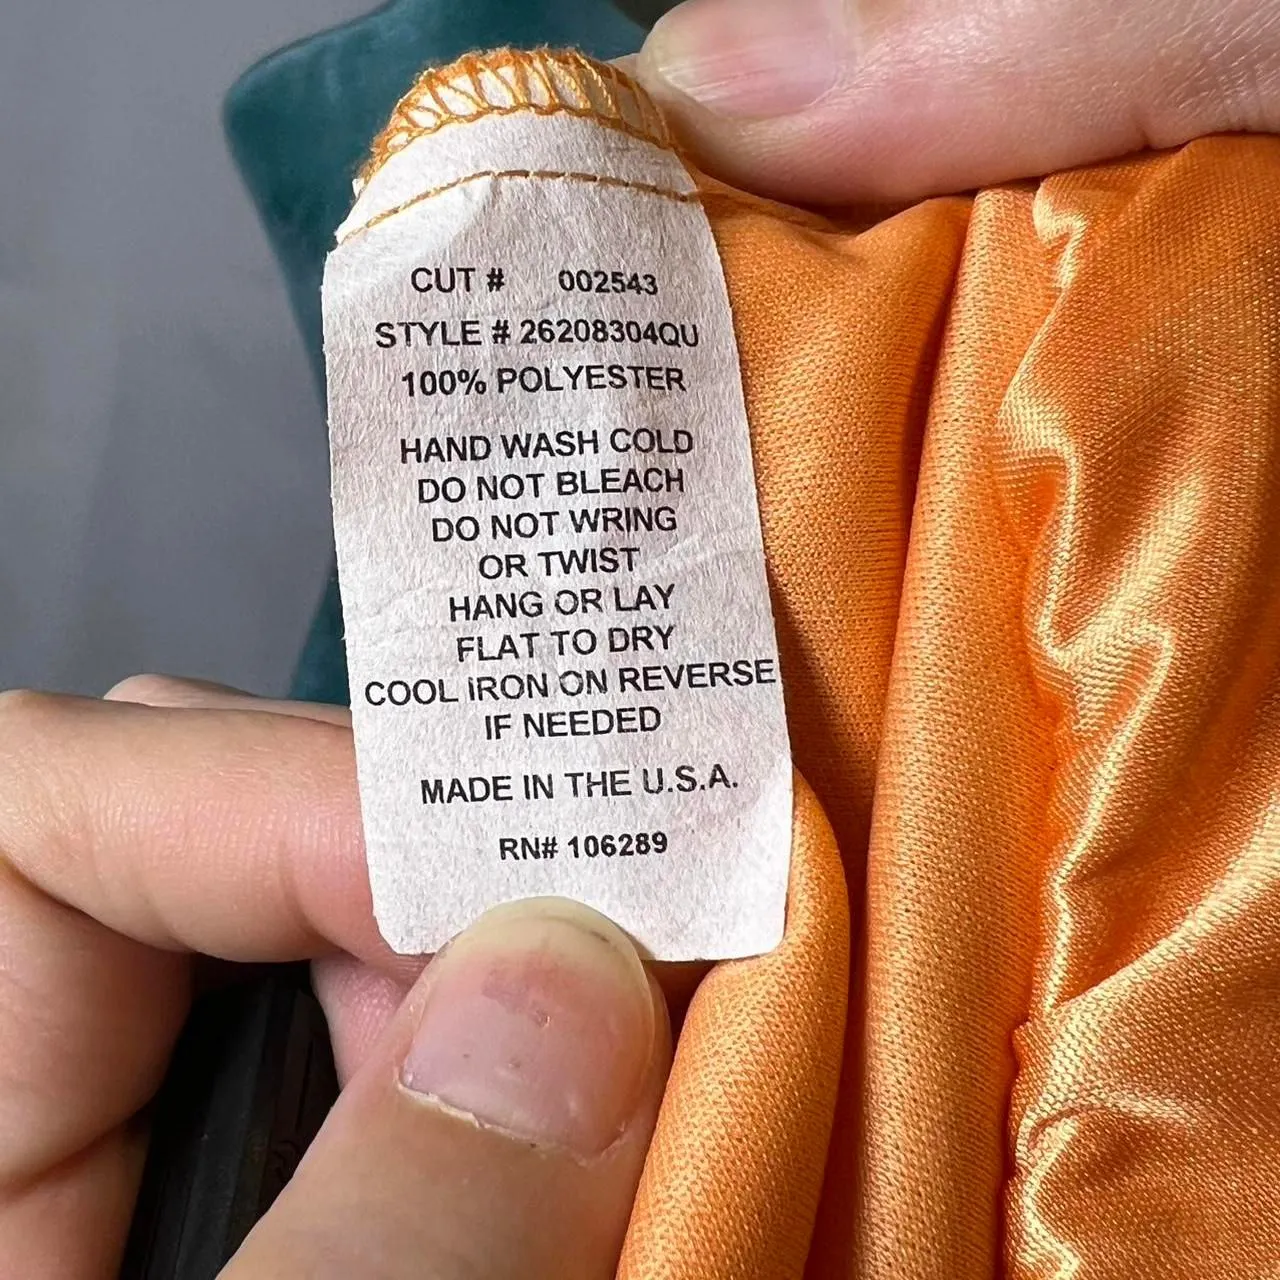 CUT # 002543
STYLE # 26208304QU
100% POLYESTER
HAND WASH COLD
DO NOT BLEACH
DO NOT WRING
OR TWIST
HANG OR LAY
FLAT TO DRY
COOL IRON ON REVERSE
IF NEEDED
MADE IN THE U.S.A.
RN# 106289